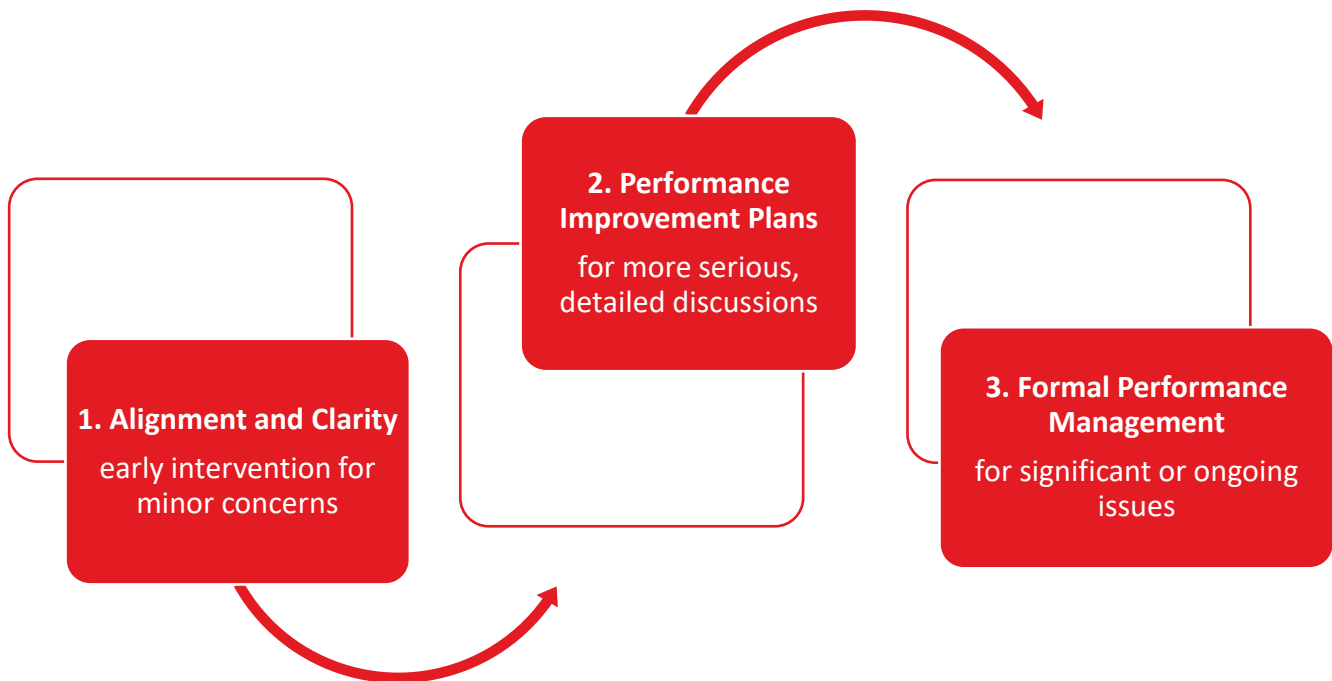 1. Alignment and Clarity
early intervention for
minor concerns
2. Performance
Improvement Plans
for more serious,
detailed discussions
3. Formal Performance
Management
for significant or ongoing
issues